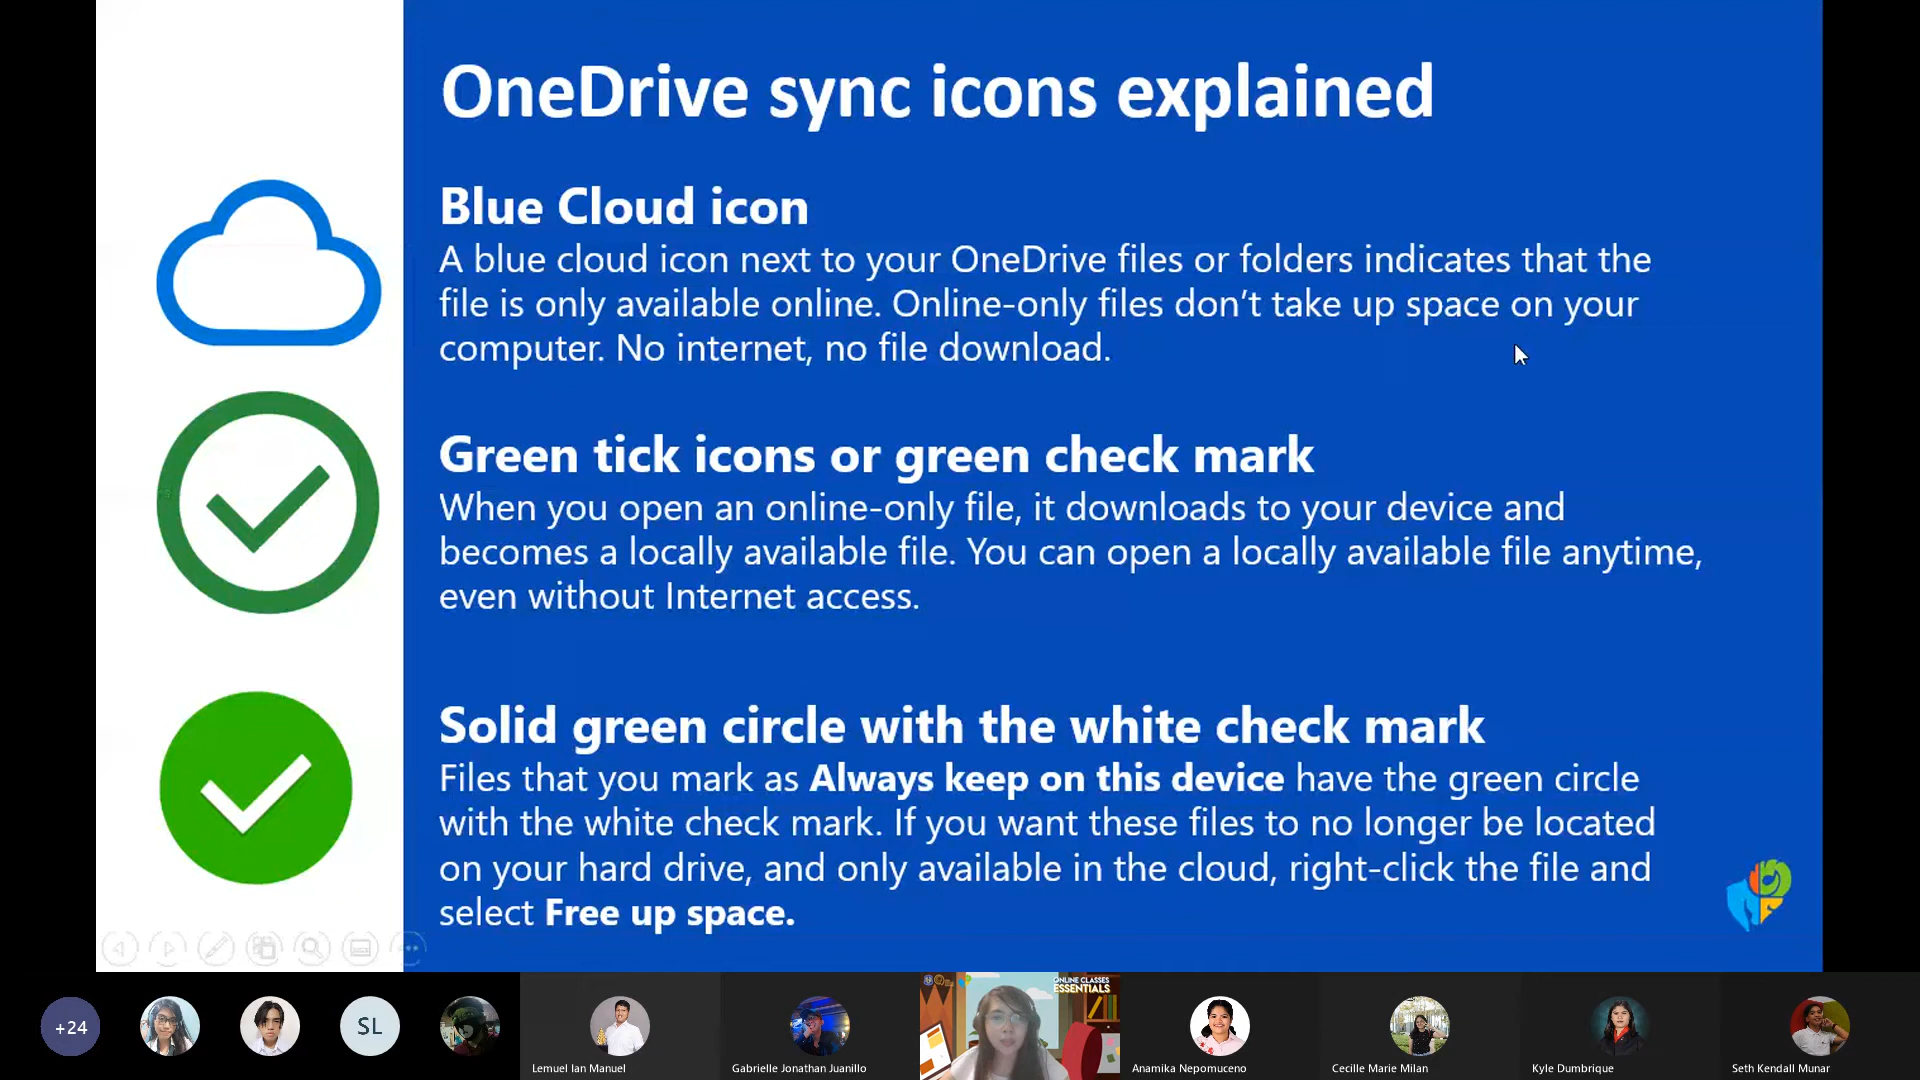 OneDrive sync icons explained
Blue Cloud icon
A blue cloud icon next to your OneDrive files or folders indicates that the
file is only available online. Online-only files don’t take up space on your
computer. No internet, no file download.
Green tick icons or green check mark
When you open an online-only file, it downloads to your device and
becomes a locally available file. You can open a locally available file anytime,
even without Internet access.
Solid green circle with the white check mark
Files that you mark as Always keep on this device have the green circle
with the white check mark. If you want these files to no longer be located
on your hard drive, and only available in the cloud, right-click the file and
select Free up space.
+24
SL
ONLINE CLASSES
ESSENTIALS
Lemuel Ian Manuel
Gabrielle Jonathan Juanillo
Anamika Nepomuceno
Cecille Marie Milan
Kyle Dumbrique
Seth Kendall Munar